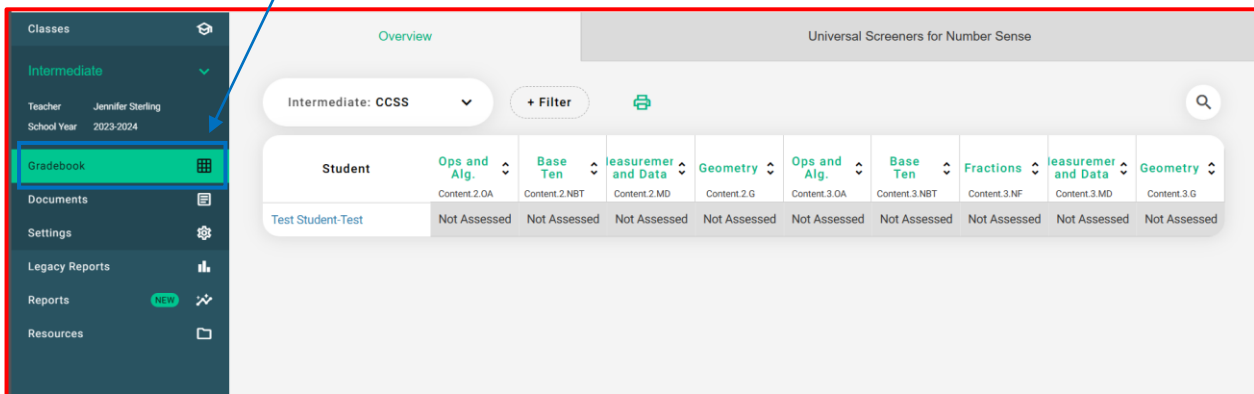 Classes
Intermediate
Teacher Jennifer Sterling
School Year 2023-2024
Gradebook
Documents
Settings
Legacy Reports
Reports NEW
Resources
Overview Universal Screeners for Number Sense
Intermediate: CCSS + Filter
Student
Ops and Alg. Content.2.OA
Base Ten Content.2.NBT
leasuremer and Data Content.2.MD
Geometry Content.2.G
Ops and Alg. Content.3.OA
Base Ten Content.3.NBT
Fractions Content.3.NF
leasuremer and Data Content.3.MD
Geometry Content.3.G
Test Student-Test Not Assessed Not Assessed Not Assessed Not Assessed Not Assessed Not Assessed Not Assessed Not Assessed Not Assessed